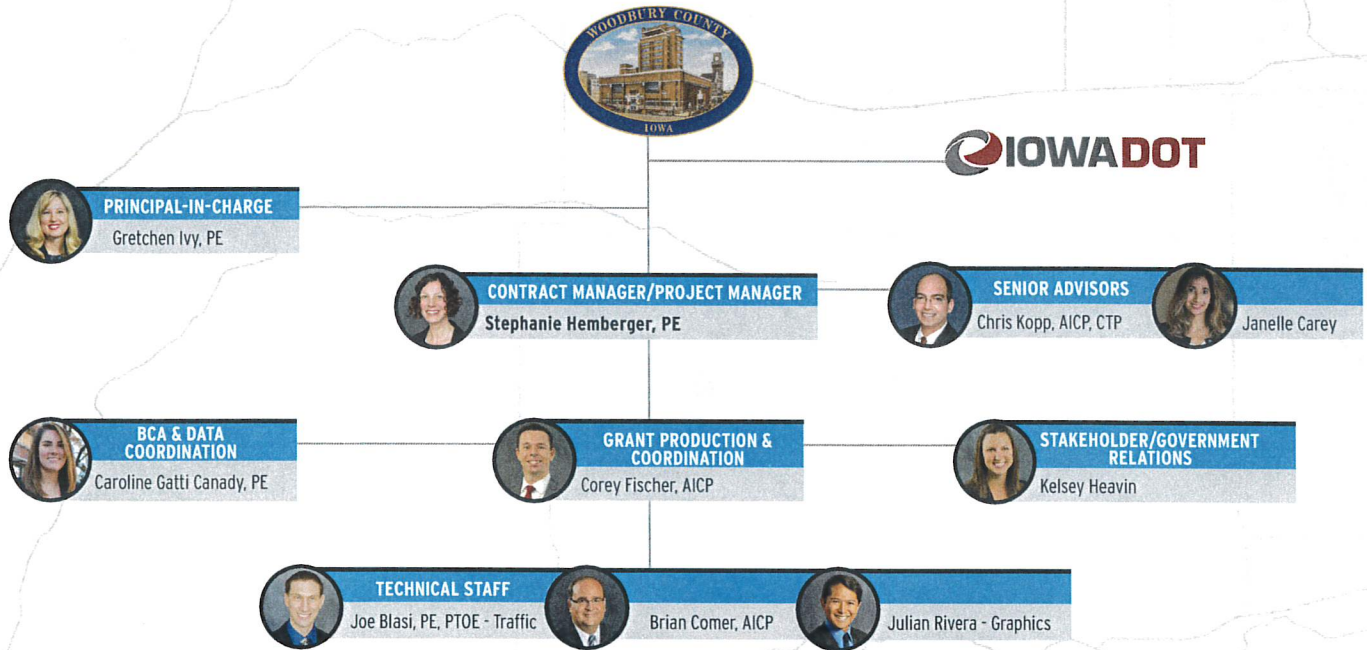 WOODBURY COUNTY
IOWA
IOWADOT
PRINCIPAL-IN-CHARGE
Gretchen Ivy, PE
CONTRACT MANAGER/PROJECT MANAGER
Stephanie Hemberger, PE
SENIOR ADVISORS
Chris Kopp, AICP, CTP
Janelle Carey
BCA & DATA
COORDINATION
Caroline Gatti Canady, PE
GRANT PRODUCTION &
COORDINATION
Corey Fischer, AICP
STAKEHOLDER/GOVERNMENT
RELATIONS
Kelsey Heavin
TECHNICAL STAFF
Joe Blasi, PE, PTOE - Traffic
Brian Comer, AICP
Julian Rivera - Graphics